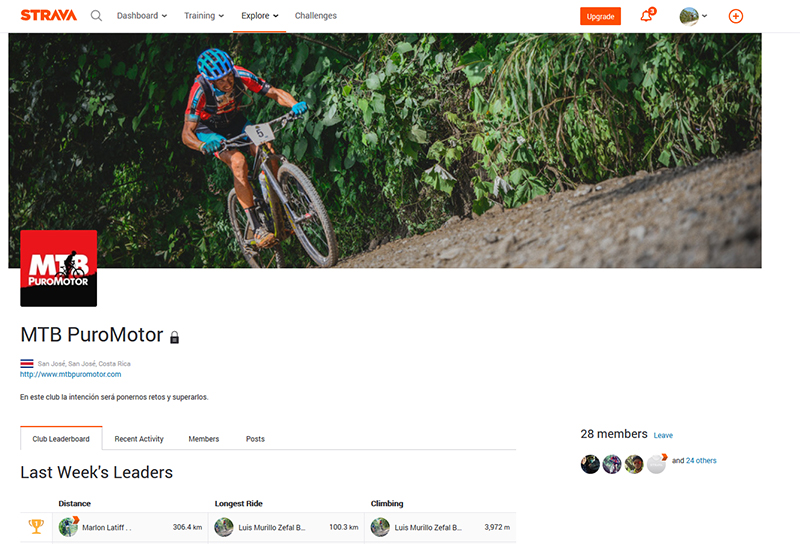 STRAVA Dashboard Training Explore Challenges Upgrade 3
6
MTB
PUROMOTOR
MTB PuroMotor
San José, San José, Costa Rica
http://www.mtbpuromotor.com
En este club la intención será ponernos retos y superarlos.
Club Leaderboard Recent Activity Members Posts
28 members Leave
and 24 others
Last Week's Leaders
Distance Longest Ride Climbing
Marlon Latiff . . 306.4 km Luis Murillo Zefal B... 100.3 km Luis Murillo Zefal B... 3,972 m